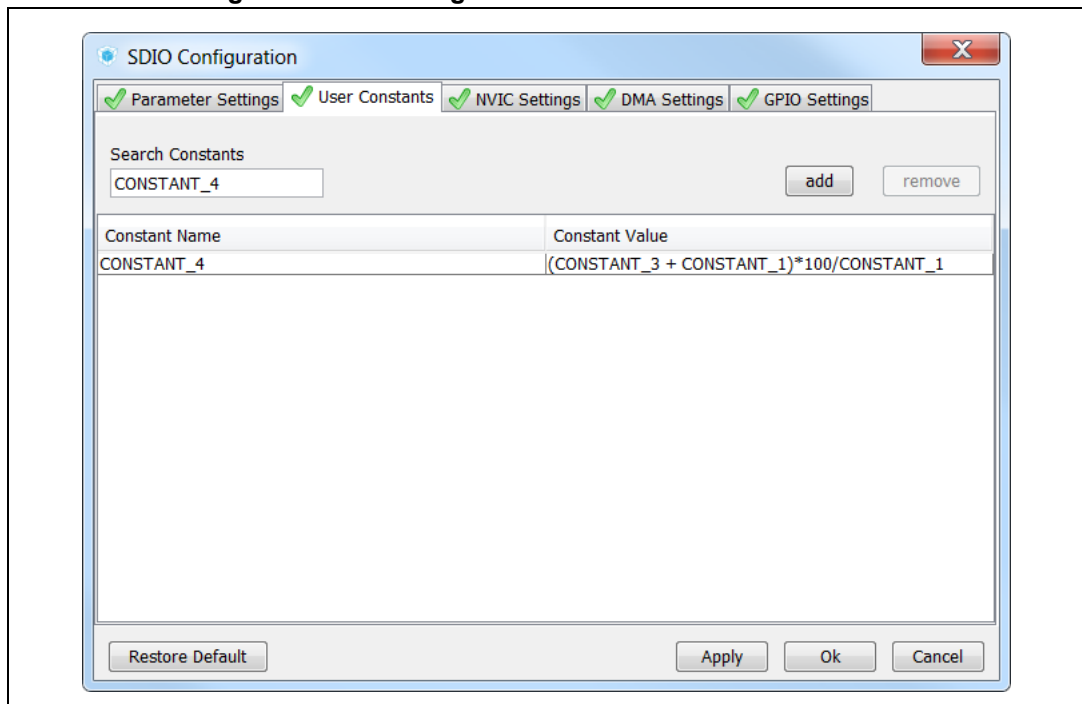 SDIO Configuration
Parameter Settings User Constants NVIC Settings DMA Settings GPIO Settings
Search Constants
CONSTANT_4
add remove
Constant Name Constant Value
CONSTANT_4 (CONSTANT_3 + CONSTANT_1)*100/CONSTANT_1
Restore Default Apply Ok Cancel